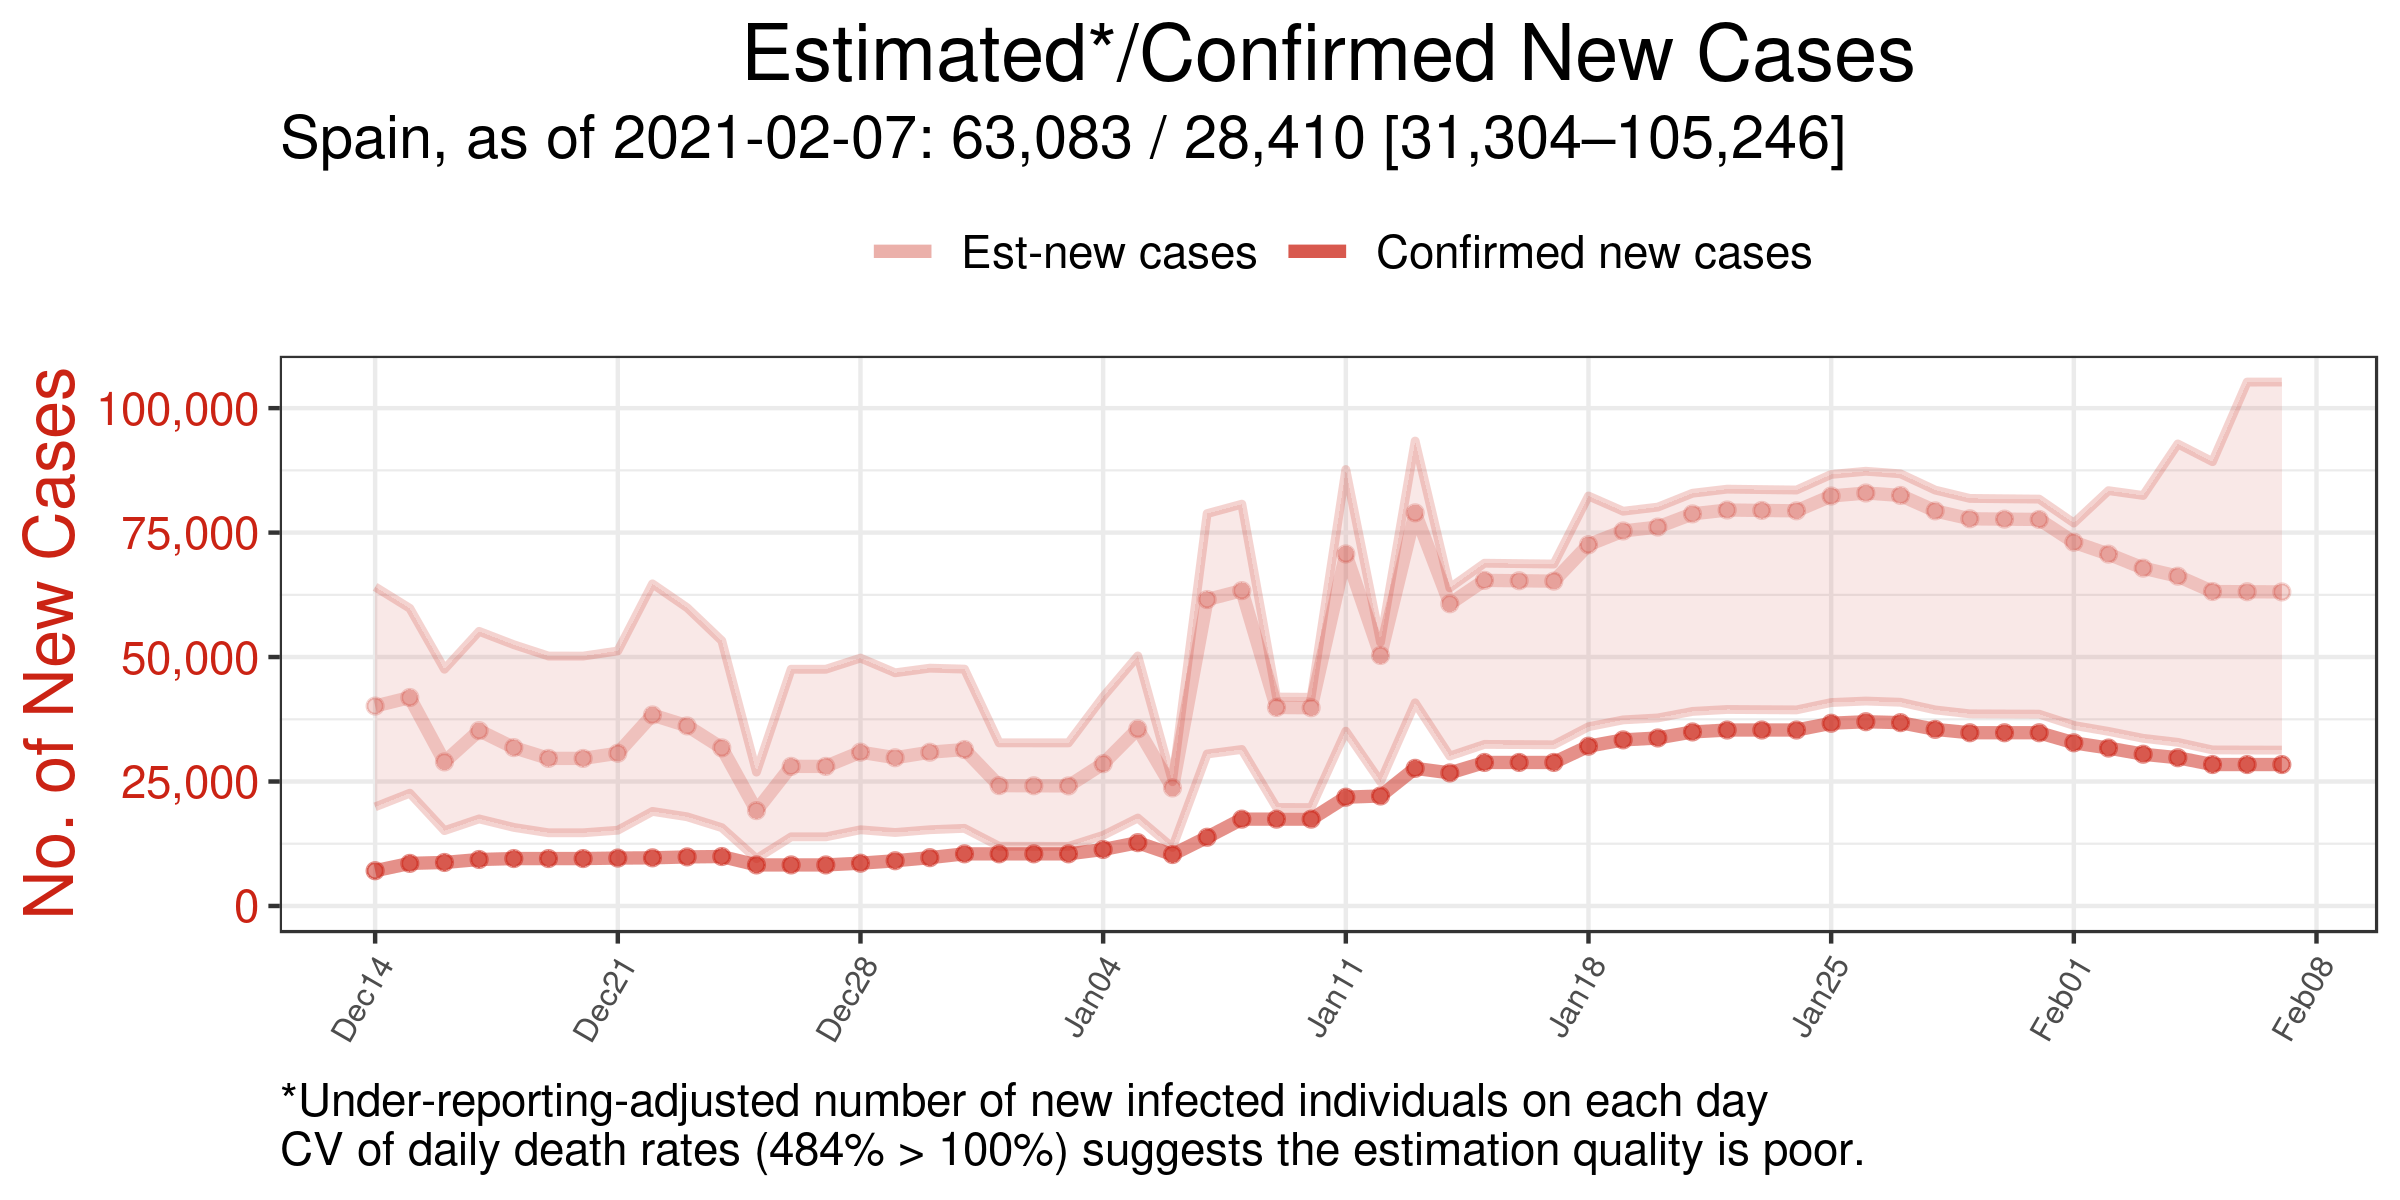 Estimated*/Confirmed New Cases
Spain, as of 2021-02-07: 63,083 / 28,410 [31,304–105,246]
Est-new cases
Confirmed new cases
No. of New Cases
100,000
75,000
50,000
25,000
0
Dec14
Dec21
Dec28
Jan04
Jan11
Jan18
Jan25
Feb01
Feb08
*Under-reporting-adjusted number of new infected individuals on each day
CV of daily death rates (484% > 100%) suggests the estimation quality is poor.